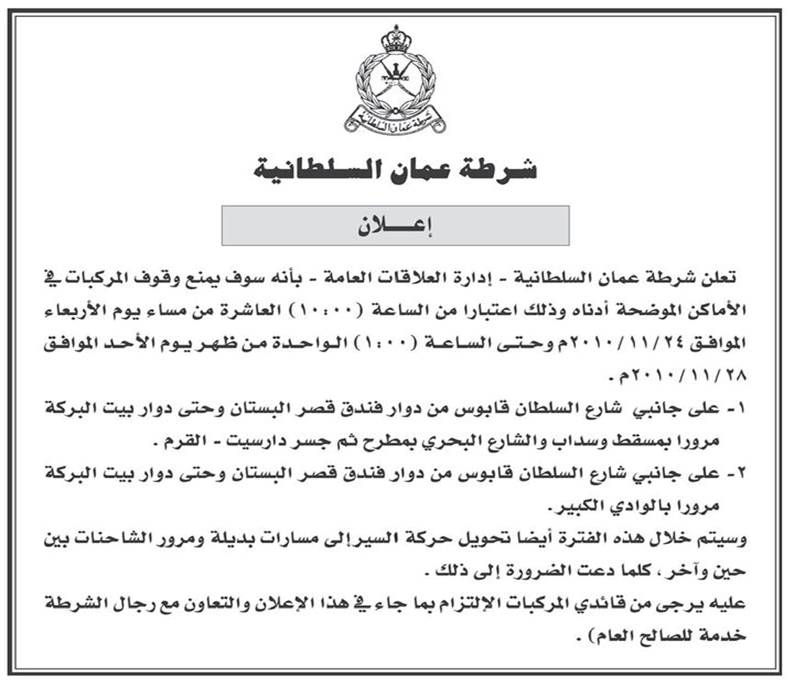 شرطة عمان السلطانية
شرطة عمان السلطانية
إعـــلان
تعلن شرطة عمان السلطانية - إدارة العلاقات العامة - بأنه سوف يمنع وقوف المركبات في
الأماكن الموضحة أدناه وذلك اعتبارا من الساعة (١٠:٠٠) العاشرة من مساء يوم الأربعاء
الموافق ٢٠١٠/١١/٢٤م وحتى الساعة (١:٠٠) الواحدة من ظهر يوم الأحد الموافق
٢٠١٠/١١/٢٨م .
١- على جانبي شارع السلطان قابوس من دوار فندق قصر البستان وحتى دوار بيت البركة
مرورا بمسقط وسداب والشارع البحري بمطرح ثم جسر دارسيت - القرم .
٢- على جانبي شارع السلطان قابوس من دوار فندق قصر البستان وحتى دوار بيت البركة
مرورا بالوادي الكبير.
وسيتم خلال هذه الفترة أيضا تحويل حركة السير إلى مسارات بديلة ومرور الشاحنات بين
حين وآخر ، كلما دعت الضرورة إلى ذلك .
عليه يرجى من قائدي المركبات الإلتزام بما جاء في هذا الإعلان والتعاون مع رجال الشرطة
خدمة للصالح العام) .